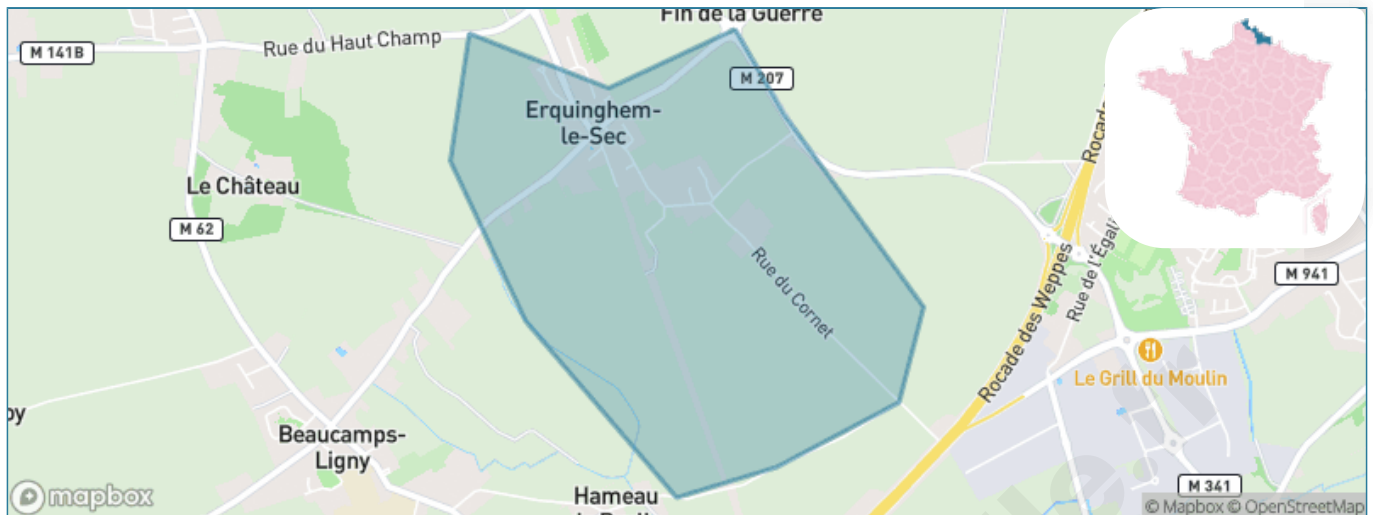 Fin de la Guerre
M 141B
Rue du Haut Champ
M 207
Erquinghem-
le-Sec
Rocade
Le Château
M 62
Rue de l'Égali
M 941
Rue du Cornet
Rocade des Weppes
Le Grill du Moulin
Beaucamps-
Ligny
Hameau
M 341
mapbox
© Mapbox © OpenStreetMap